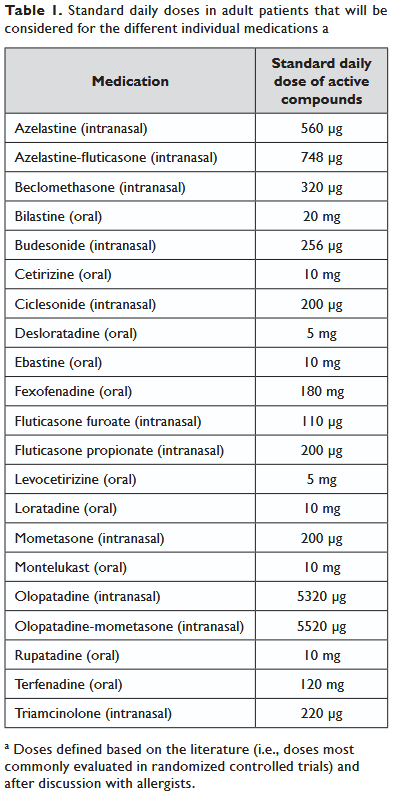 Table 1. Standard daily doses in adult patients that will be
considered for the different individual medications a
Medication
Standard daily
dose of active
compounds
Azelastine (intranasal) 560 µg
Azelastine-fluticasone (intranasal) 748 µg
Beclomethasone (intranasal) 320 µg
Bilastine (oral) 20 mg
Budesonide (intranasal) 256 µg
Cetirizine (oral) 10 mg
Ciclesonide (intranasal) 200 µg
Desloratadine (oral) 5 mg
Ebastine (oral) 10 mg
Fexofenadine (oral) 180 mg
Fluticasone furoate (intranasal) 110 µg
Fluticasone propionate (intranasal) 200 µg
Levocetirizine (oral) 5 mg
Loratadine (oral) 10 mg
Mometasone (intranasal) 200 µg
Montelukast (oral) 10 mg
Olopatadine (intranasal) 5320 µg
Olopatadine-mometasone (intranasal) 5520 µg
Rupatadine (oral) 10 mg
Terfenadine (oral) 120 mg
Triamcinolone (intranasal) 220 µg
a Doses defined based on the literature (i.e., doses most
commonly evaluated in randomized controlled trials) and
after discussion with allergists.